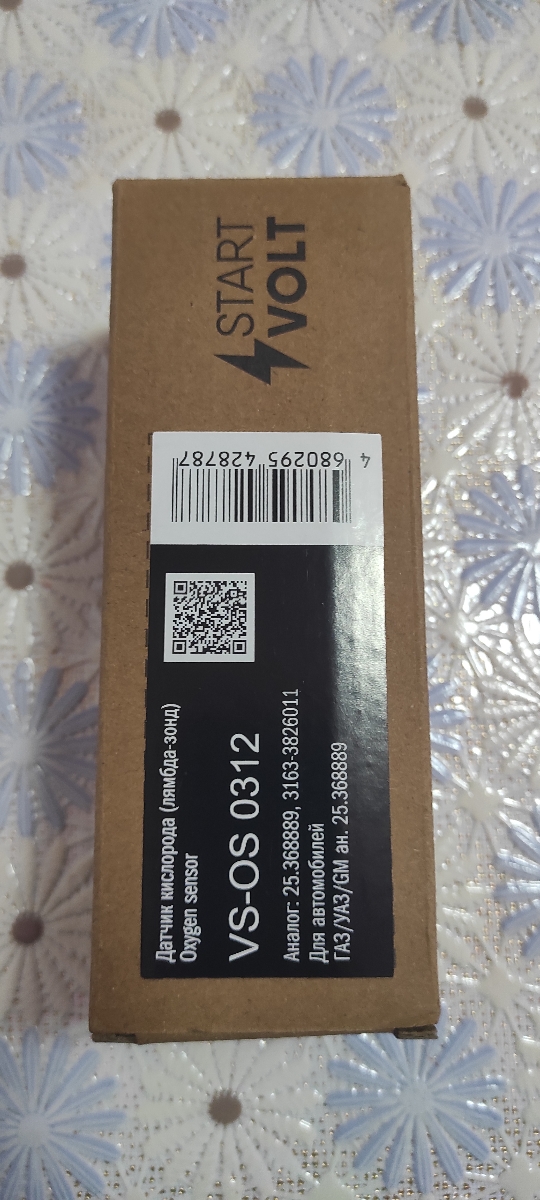 START
VOLT
4 680295 428787
Датчик кислорода (лямбда-зонд)
Oxygen sensor
VS-OS 0312
Аналог: 25.368889, 3163-3826011
Для автомобилей
ГАЗ/УАЗ/GM ан. 25.368889